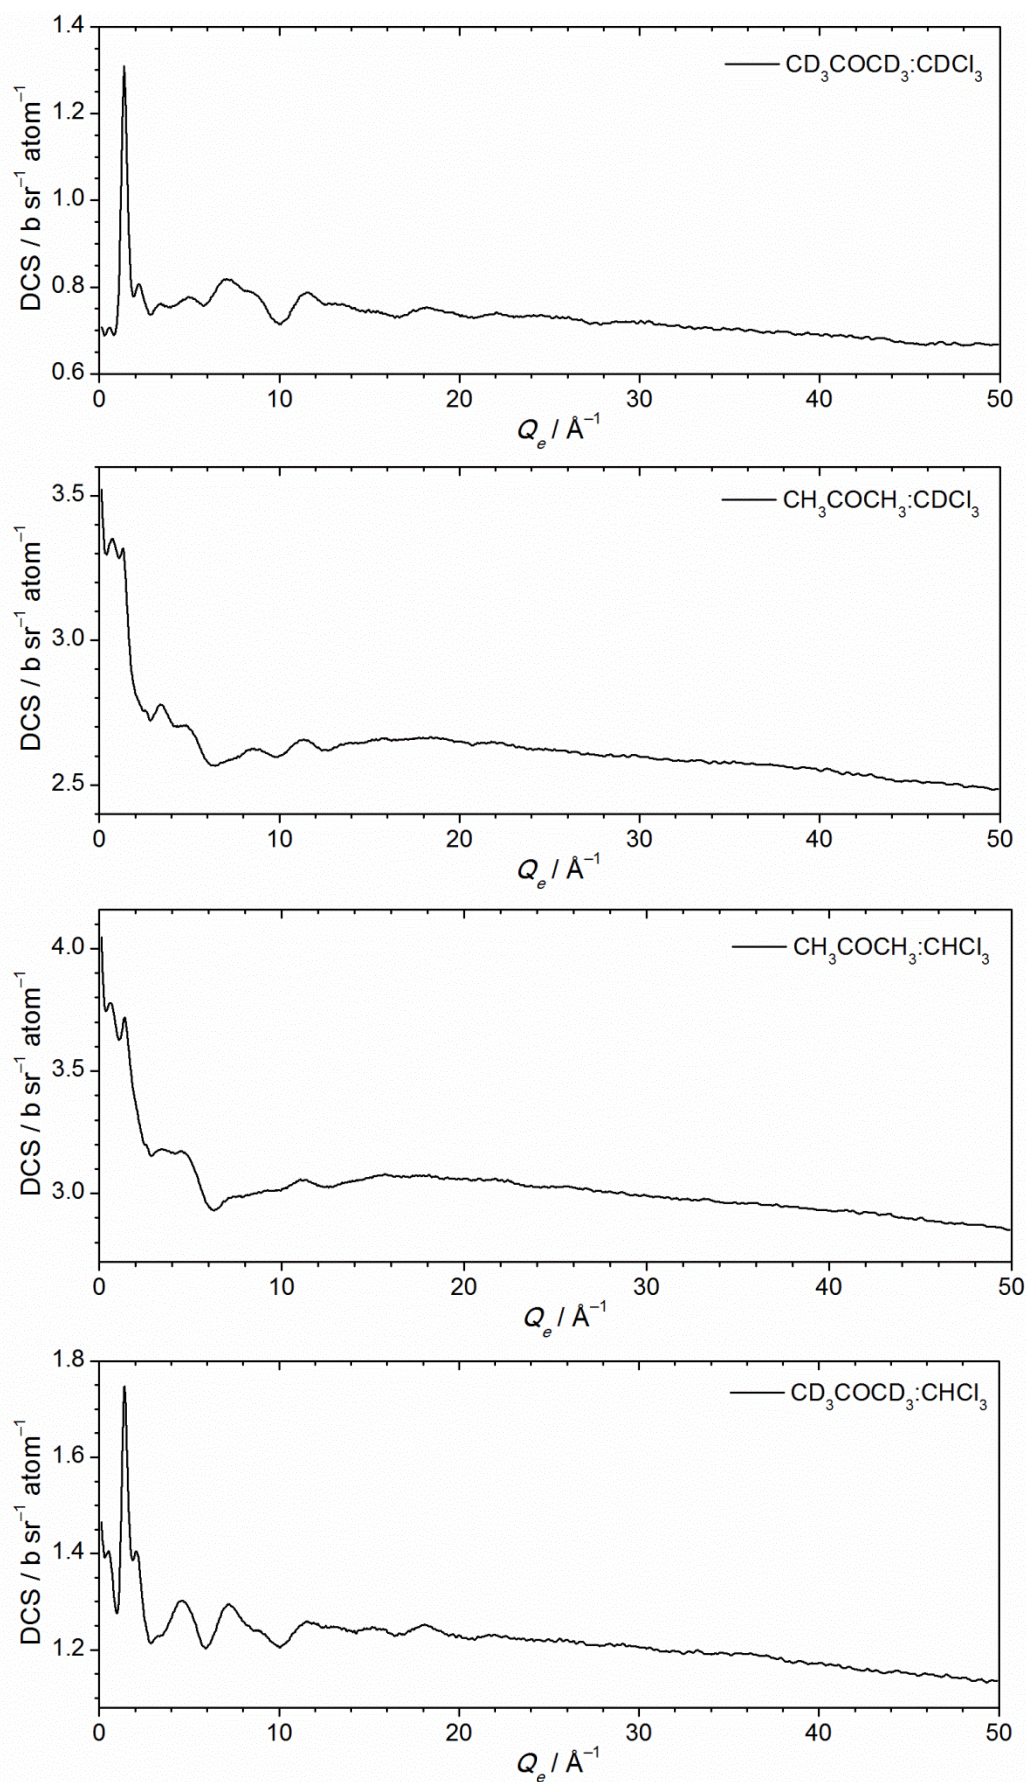 1.4
1.2
1.0
0.8
0.6
DCS / b sr⁻¹ atom⁻¹
CD₃COCD₃:CDCl₃
0 10 20 30 40 50
Qₑ / Å⁻¹
3.5
3.0
2.5
DCS / b sr⁻¹ atom⁻¹
CH₃COCH₃:CDCl₃
0 10 20 30 40 50
Qₑ / Å⁻¹
4.0
3.5
3.0
DCS / b sr⁻¹ atom⁻¹
CH₃COCH₃:CHCl₃
0 10 20 30 40 50
Qₑ / Å⁻¹
1.8
1.6
1.4
1.2
DCS / b sr⁻¹ atom⁻¹
CD₃COCD₃:CHCl₃
0 10 20 30 40 50
Qₑ / Å⁻¹